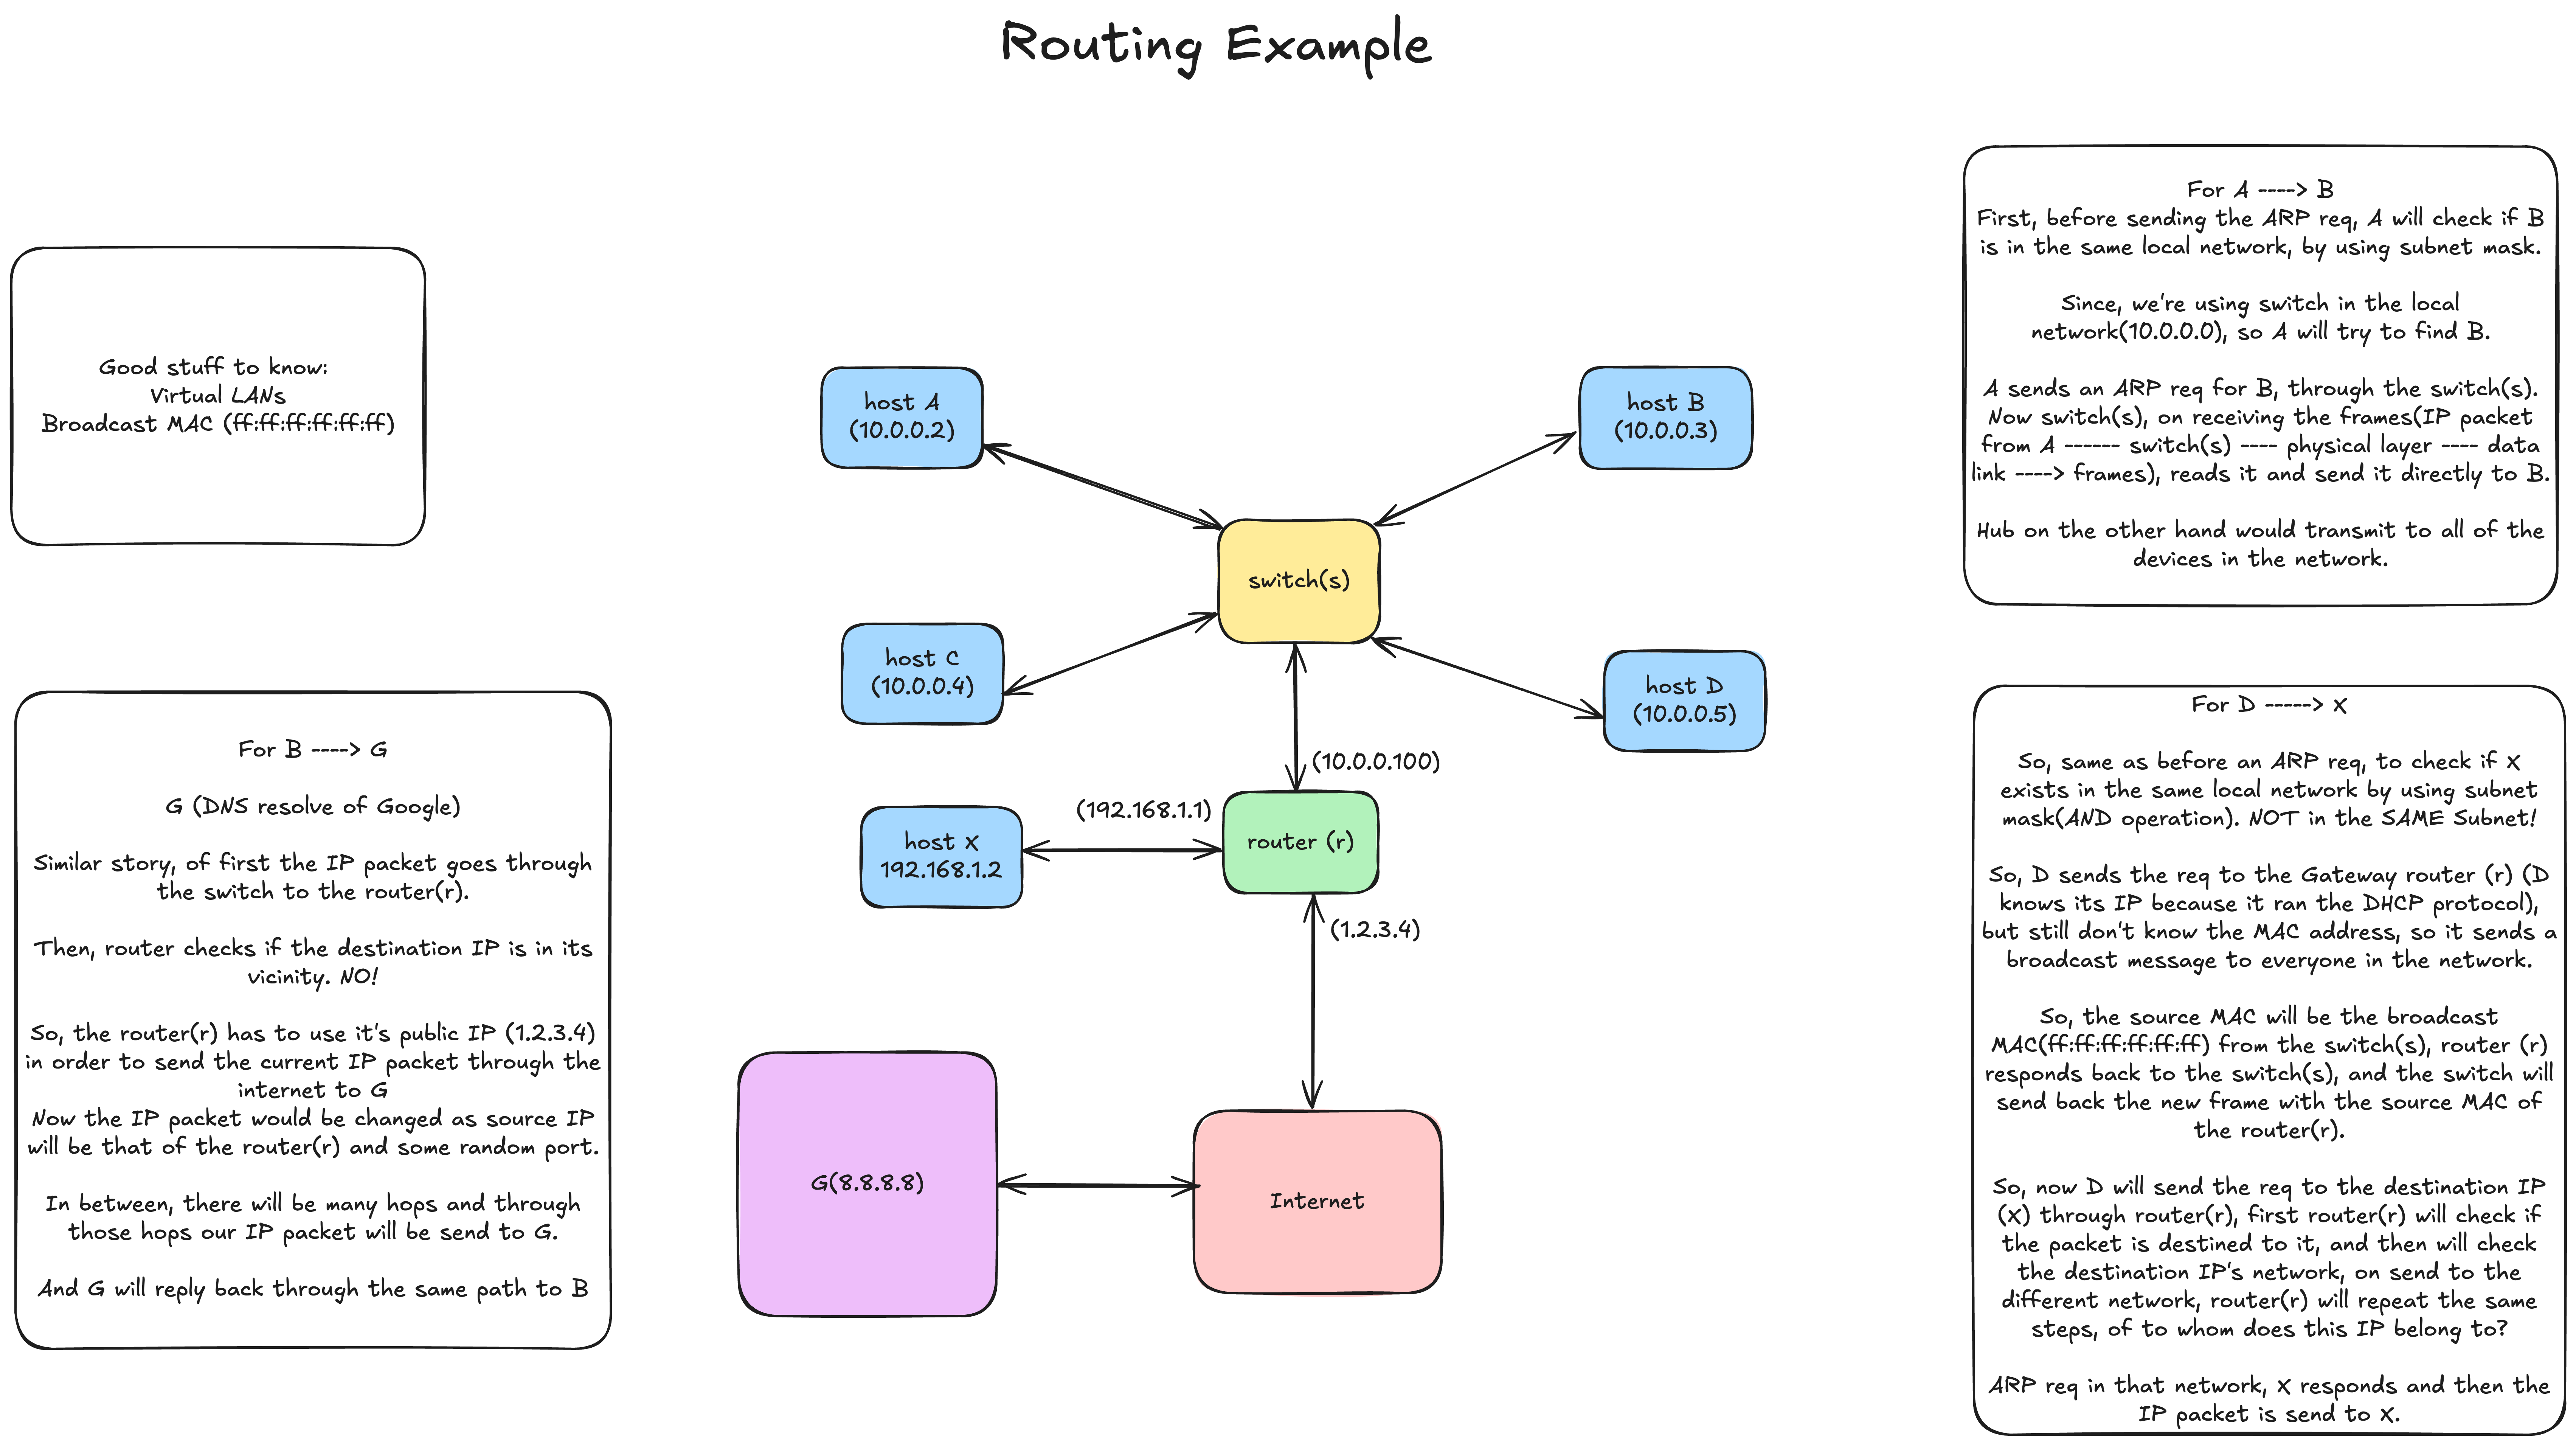 Routing Example
Good stuff to know:
Virtual LANs
Broadcast MAC (ff:ff:ff:ff:ff:ff)
For B ----> G
G (DNS resolve of Google)
Similar story, of first the IP packet goes through
the switch to the router(r).
Then, router checks if the destination IP is in its
vicinity. NO!
So, the router(r) has to use it's public IP (1.2.3.4)
in order to send the current IP packet through the
internet to G
Now the IP packet would be changed as source IP
will be that of the router(r) and some random port.
In between, there will be many hops and through
those hops our IP packet will be send to G.
And G will reply back through the same path to B
host A
(10.0.0.2)
host B
(10.0.0.3)
switch(s)
host C
(10.0.0.4)
host D
(10.0.0.5)
(10.0.0.100)
(192.168.1.1)
host X
192.168.1.2
router (r)
(1.2.3.4)
G(8.8.8.8)
Internet
For A ----> B
First, before sending the ARP req, A will check if B
is in the same local network, by using subnet mask.
Since, we're using switch in the local
network(10.0.0.0), so A will try to find B.
A sends an ARP req for B, through the switch(s).
Now switch(s), on receiving the frames(IP packet
from A ------ switch(s) ---- physical layer ---- data
link ----> frames), reads it and send it directly to B.
Hub on the other hand would transmit to all of the
devices in the network.
For D -----> X
So, same as before an ARP req, to check if X
exists in the same local network by using subnet
mask(AND operation). NOT in the SAME Subnet!
So, D sends the req to the Gateway router (r) (D
knows its IP because it ran the DHCP protocol),
but still don't know the MAC address, so it sends a
broadcast message to everyone in the network.
So, the source MAC will be the broadcast
MAC(ff:ff:ff:ff:ff:ff) from the switch(s), router (r)
responds back to the switch(s), and the switch will
send back the new frame with the source MAC of
the router(r).
So, now D will send the req to the destination IP
(X) through router(r), first router(r) will check if
the packet is destined to it, and then will check
the destination IP's network, on send to the
different network, router(r) will repeat the same
steps, of to whom does this IP belong to?
ARP req in that network, X responds and then the
IP packet is send to X.